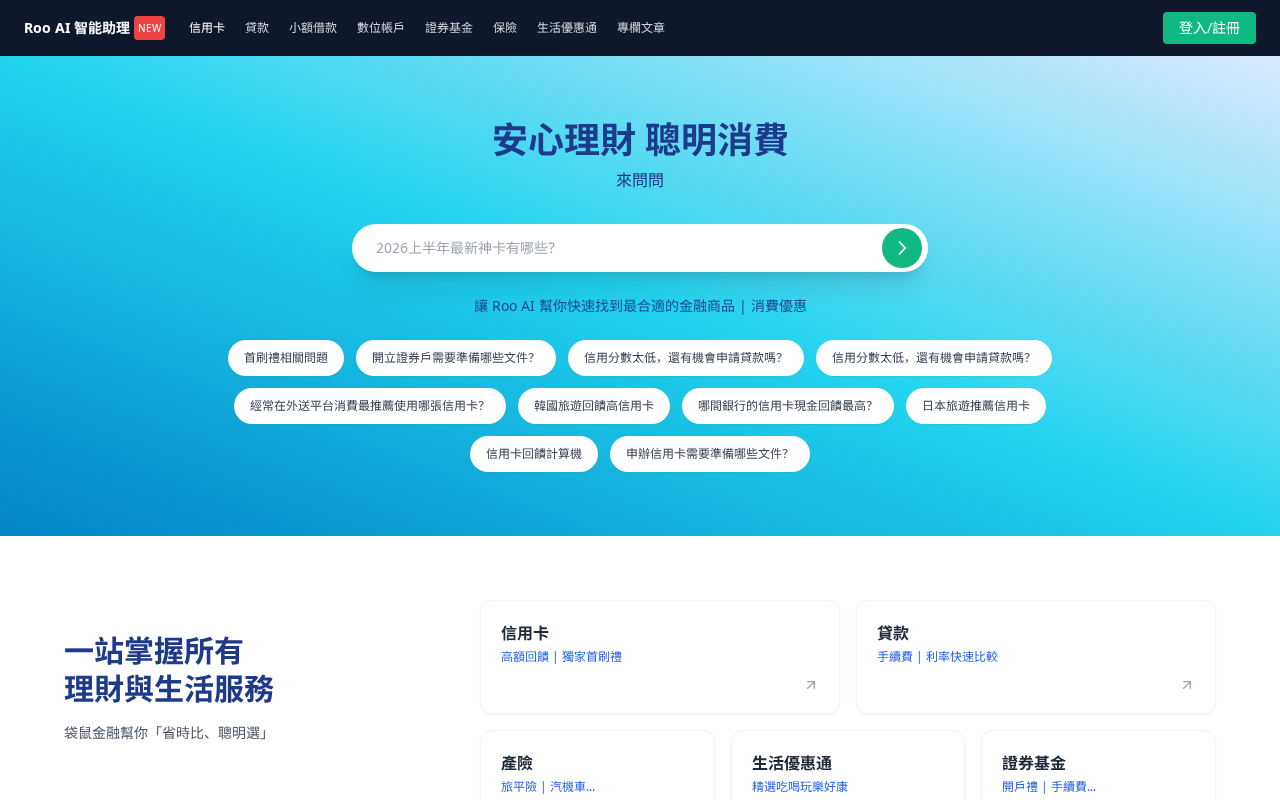 Roo AI 智能助理 NEW 信用卡 貸款 小額借款 數位帳戶 證券基金 保險 生活優惠通 專欄文章 登入/註冊
安心理財 聰明消費
來問問
2026上半年最新神卡有哪些?
讓 Roo AI 幫你快速找到最合適的金融商品 | 消費優惠
首刷禮相關問題 開立證券戶需要準備哪些文件? 信用分數太低，還有機會申請貸款嗎? 信用分數太低，還有機會申請貸款嗎?
經常在外送平台消費最推薦使用哪張信用卡? 韓國旅遊回饋高信用卡 哪間銀行的信用卡現金回饋最高? 日本旅遊推薦信用卡
信用卡回饋計算機 申辦信用卡需要準備哪些文件?
一站掌握所有
理財與生活服務
袋鼠金融幫你「省時比、聰明選」
信用卡
高額回饋 | 獨家首刷禮
貸款
手續費 | 利率快速比較
產險
旅平險 | 汽機車...
生活優惠通
精選吃喝玩樂好康
證券基金
開戶禮 | 手續費...